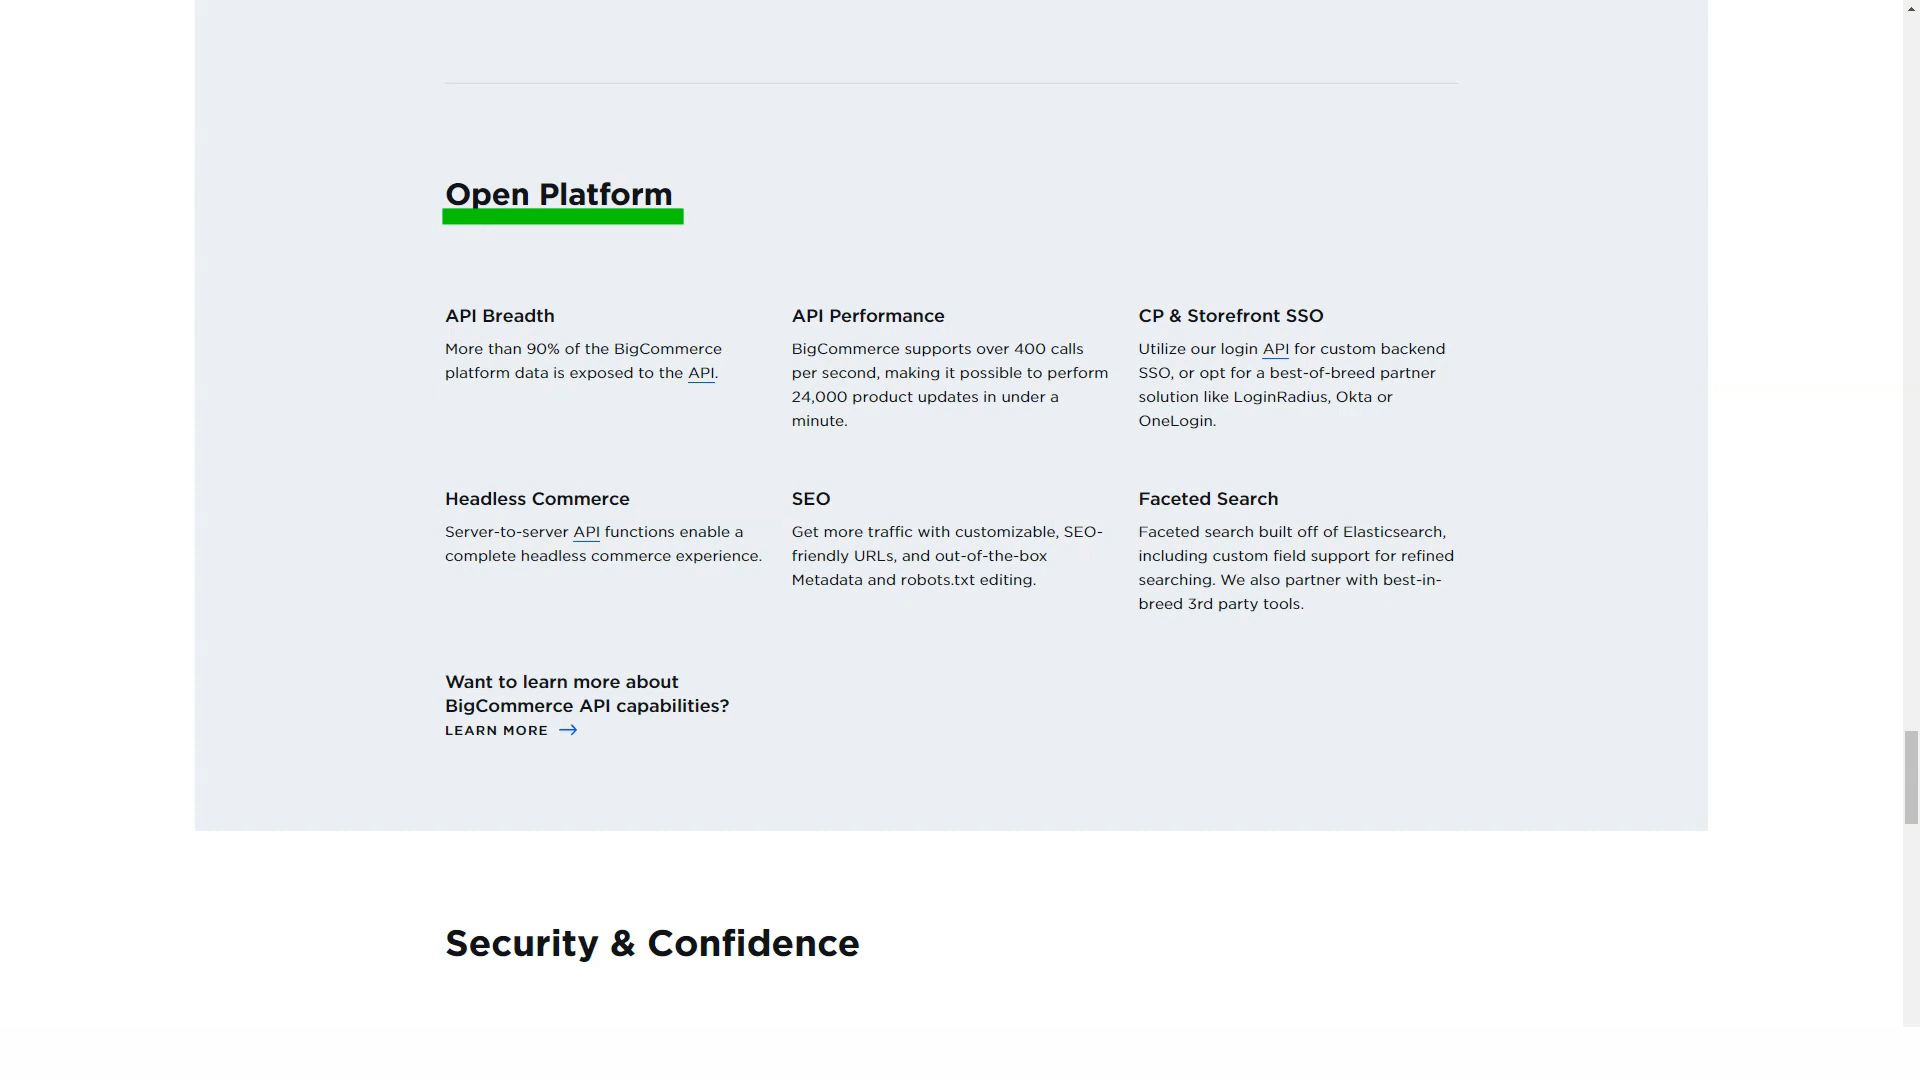 Open Platform
API Breadth
More than 90% of the BigCommerce
platform data is exposed to the API.
API Performance
BigCommerce supports over 400 calls
per second, making it possible to perform
24,000 product updates in under a
minute.
CP & Storefront SSO
Utilize our login API for custom backend
SSO, or opt for a best-of-breed partner
solution like LoginRadius, Okta or
OneLogin.
Headless Commerce
Server-to-server API functions enable a
complete headless commerce experience.
SEO
Get more traffic with customizable, SEO-
friendly URLs, and out-of-the-box
Metadata and robots.txt editing.
Faceted Search
Faceted search built off of Elasticsearch,
including custom field support for refined
searching. We also partner with best-in-
breed 3rd party tools.
Want to learn more about
BigCommerce API capabilities?
LEARN MORE
Security & Confidence